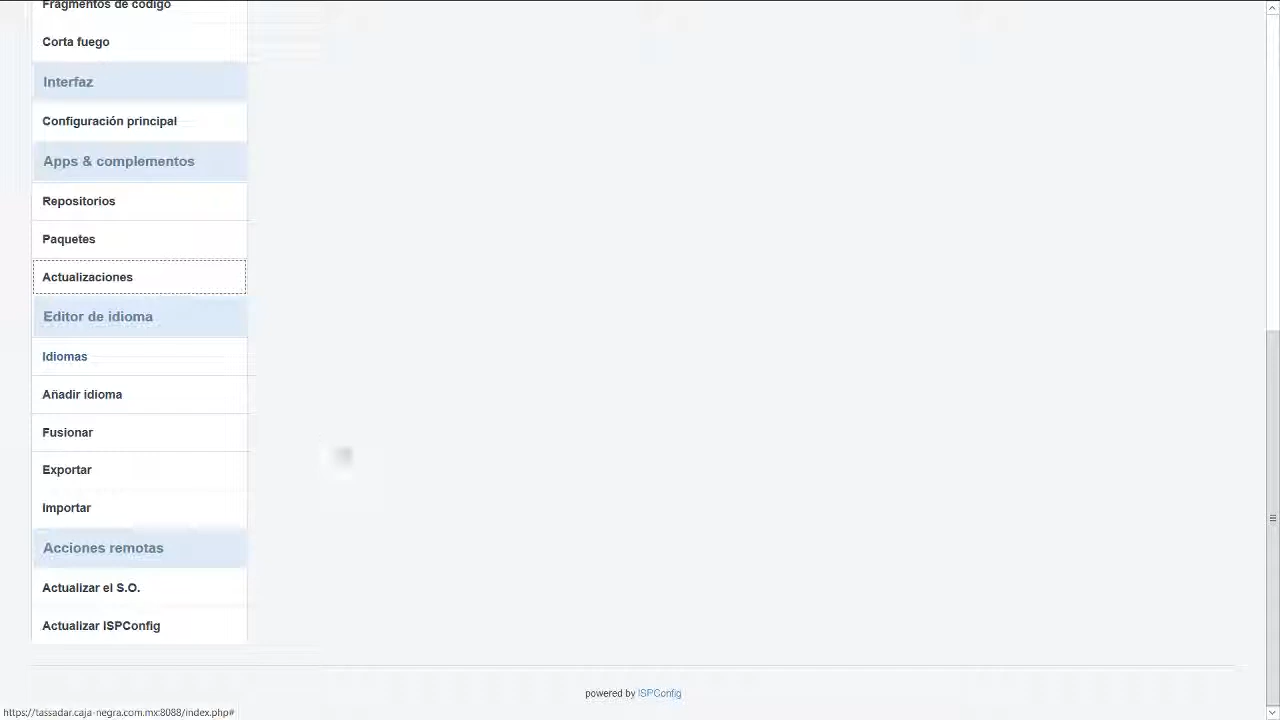 Fragmentos de código
Corta fuego
Interfaz
Configuración principal
Apps & complementos
Repositorios
Paquetes
Actualizaciones
Editor de idioma
Idiomas
Añadir idioma
Fusionar
Exportar
Importar
Acciones remotas
Actualizar el S.O.
Actualizar ISPConfig
powered by ISPConfig
https://tassadar.caja-negra.com.mx:8088/index.php#